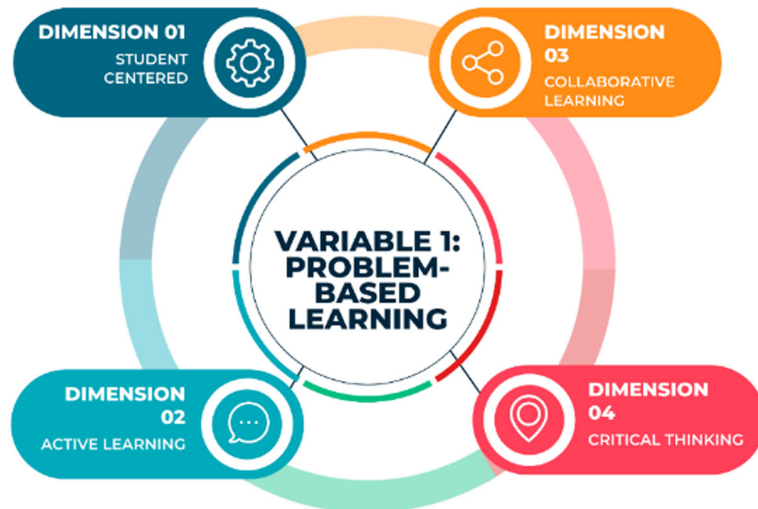 DIMENSION 01
STUDENT
CENTERED
DIMENSION
03
COLLABORATIVE
LEARNING
VARIABLE 1:
PROBLEM-
BASED
LEARNING
DIMENSION
02
ACTIVE LEARNING
DIMENSION
04
CRITICAL THINKING